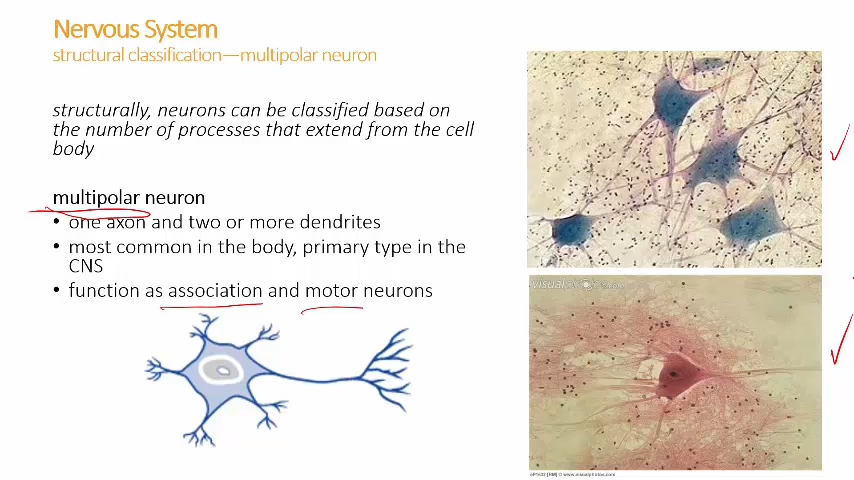 Nervous System
structural classification—multipolar neuron
structurally, neurons can be classified based on
the number of processes that extend from the cell
body
multipolar neuron
• one axon and two or more dendrites
• most common in the body, primary type in the
CNS
• function as association and motor neurons